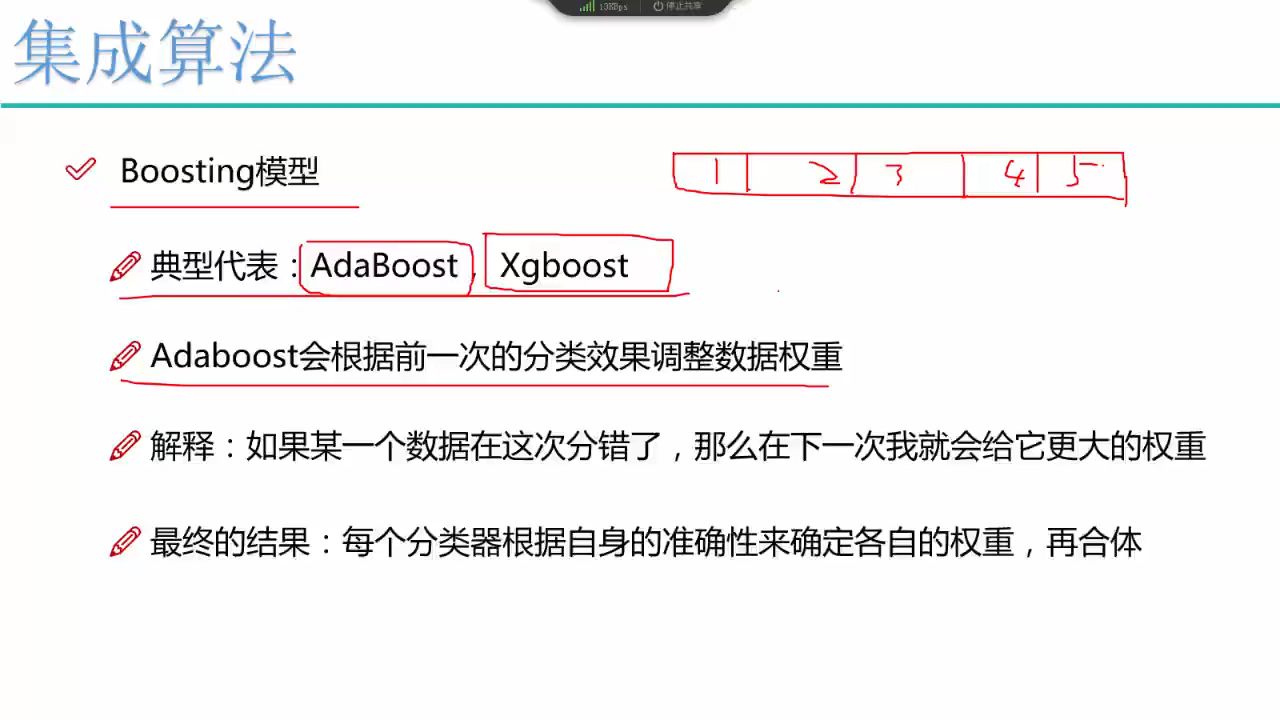 13KBps 停止共享
集成算法
Boosting模型
1 2 3 4 5
典型代表：AdaBoost，Xgboost
Adaboost会根据前一次的分类效果调整数据权重
解释：如果某一个数据在这次分错了，那么在下一次我就会给它更大的权重
最终的结果：每个分类器根据自身的准确性来确定各自的权重，再合体